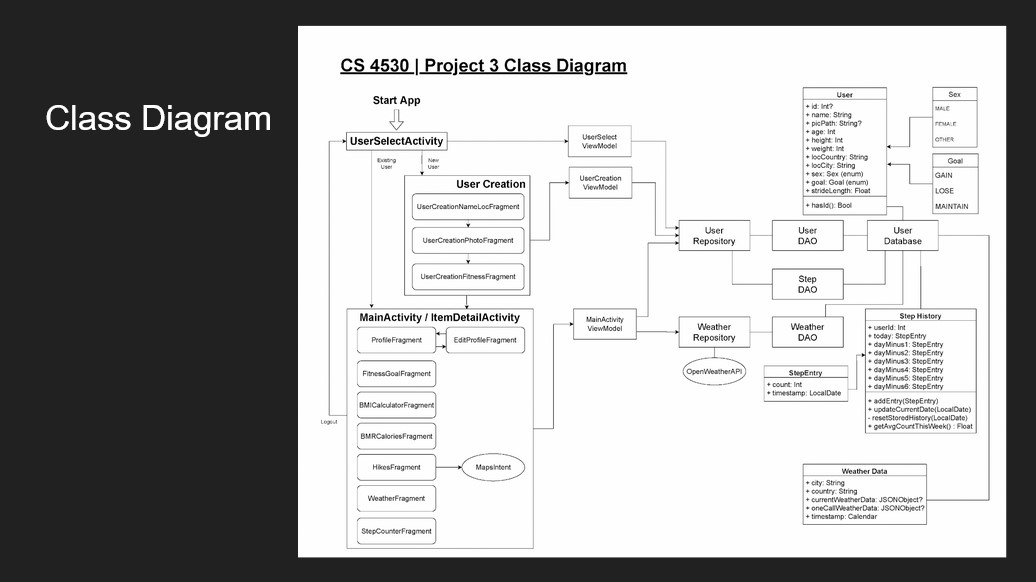 Class Diagram
CS 4530 | Project 3 Class Diagram
Start App
UserSelectActivity
Existing
User
New
User
User Creation
UserCreationNameLocFragment
UserCreationPhotoFragment
UserCreationFitnessFragment
MainActivity / ItemDetailActivity
ProfileFragment
EditProfileFragment
FitnessGoalFragment
BMICalculatorFragment
BMRCaloriesFragment
HikesFragment
MapsIntent
WeatherFragment
StepCounterFragment
Logout
UserSelect
ViewModel
UserCreation
ViewModel
MainActivity
ViewModel
User
Repository
User
DAO
User
Database
Step
DAO
Weather
Repository
Weather
DAO
OpenWeatherAPI
User
+ id: Int?
+ name: String
+ picPath: String?
+ age: Int
+ height: Int
+ weight: Int
+ locCountry: String
+ locCity: String
+ sex: Sex (enum)
+ goal: Goal (enum)
+ strideLength: Float
+ hasId(): Bool
Sex
MALE
FEMALE
OTHER
Goal
GAIN
LOSE
MAINTAIN
StepEntry
+ count: Int
+ timestamp: LocalDate
Step History
+ userId: Int
+ today: StepEntry
+ dayMinus1: StepEntry
+ dayMinus2: StepEntry
+ dayMinus3: StepEntry
+ dayMinus4: StepEntry
+ dayMinus5: StepEntry
+ dayMinus6: StepEntry
+ addEntry(StepEntry)
+ updateCurrentDate(LocalDate)
- resetStoredHistory(LocalDate)
+ getAvgCountThisWeek() : Float
Weather Data
+ city: String
+ country: String
+ currentWeatherData: JSONObject?
+ oneCallWeatherData: JSONObject?
+ timestamp: Calendar